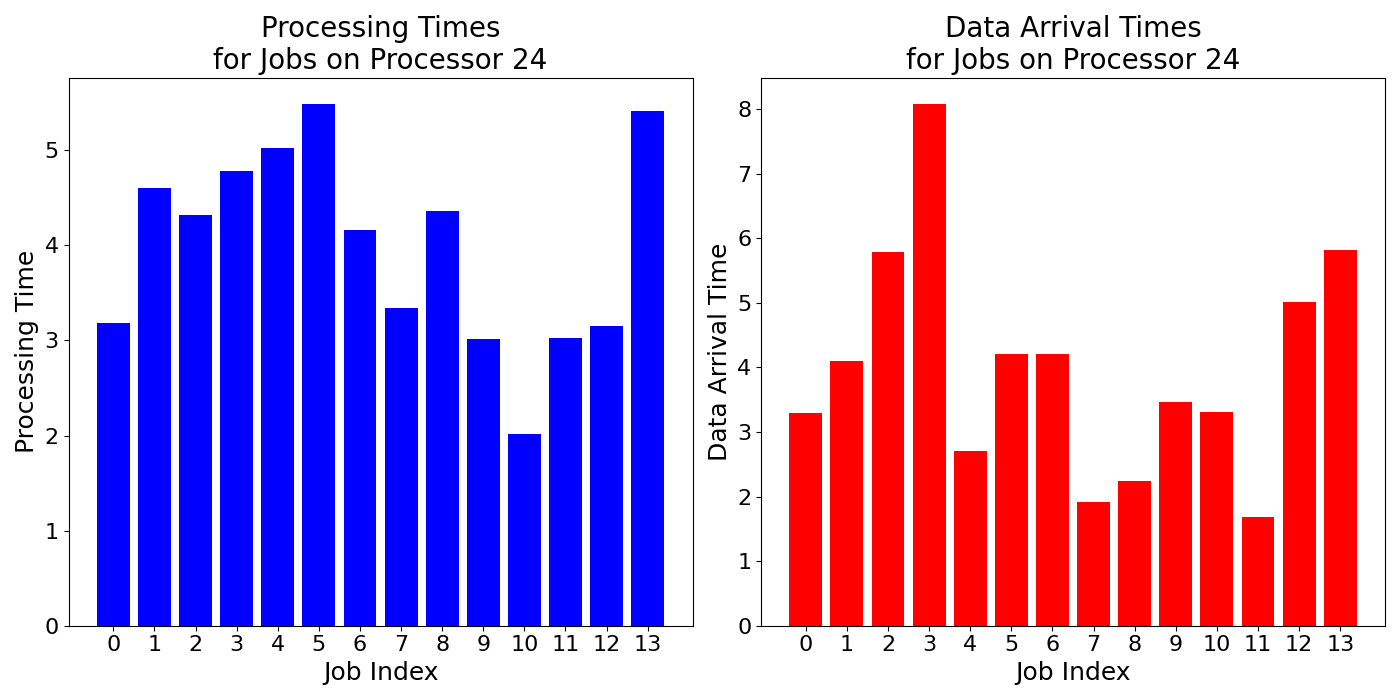 Processing Times
for Jobs on Processor 24
Processing Time
5
4
3
2
1
0
0 1 2 3 4 5 6 7 8 9 10 11 12 13
Job Index
Data Arrival Times
for Jobs on Processor 24
Data Arrival Time
8
7
6
5
4
3
2
1
0
0 1 2 3 4 5 6 7 8 9 10 11 12 13
Job Index